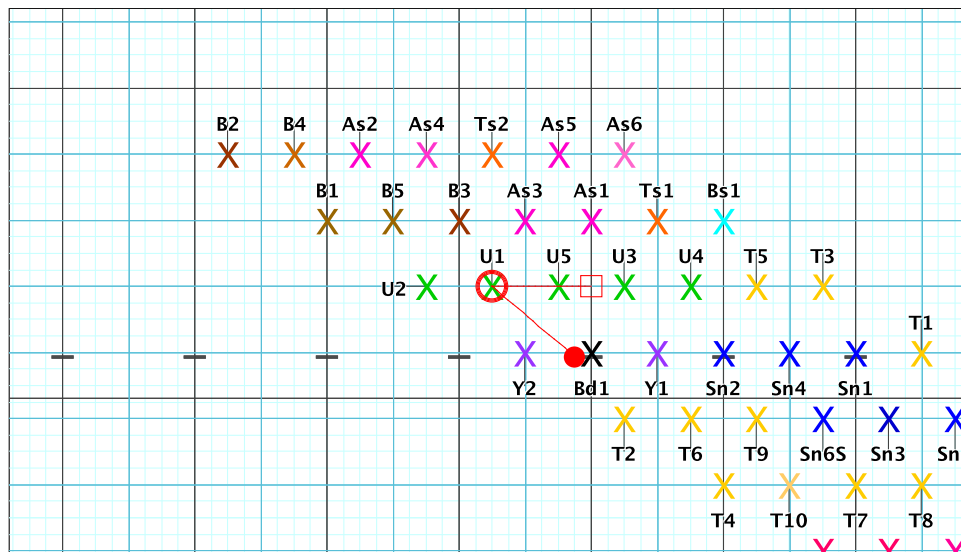 B2 B4 As2 As4 Ts2 As5 As6
B1 B5 B3 As3 As1 Ts1 Bs1
U2 U1 U5 U3 U4 T5 T3
T1
Y2 Bd1 Y1 Sn2 Sn4 Sn1
T2 T6 T9 Sn6S Sn3 Sn
T4 T10 T7 T8